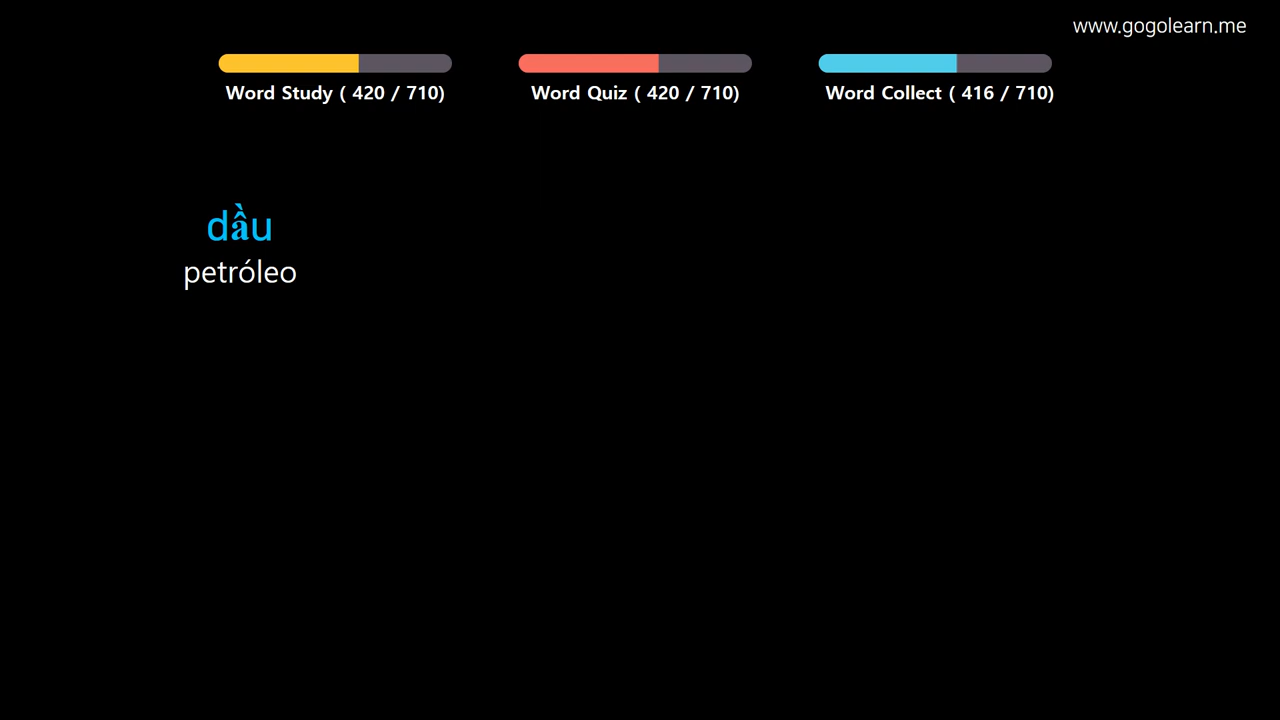 www.gogolearn.me
Word Study ( 420 / 710)
Word Quiz ( 420 / 710)
Word Collect ( 416 / 710)
dầu
petróleo